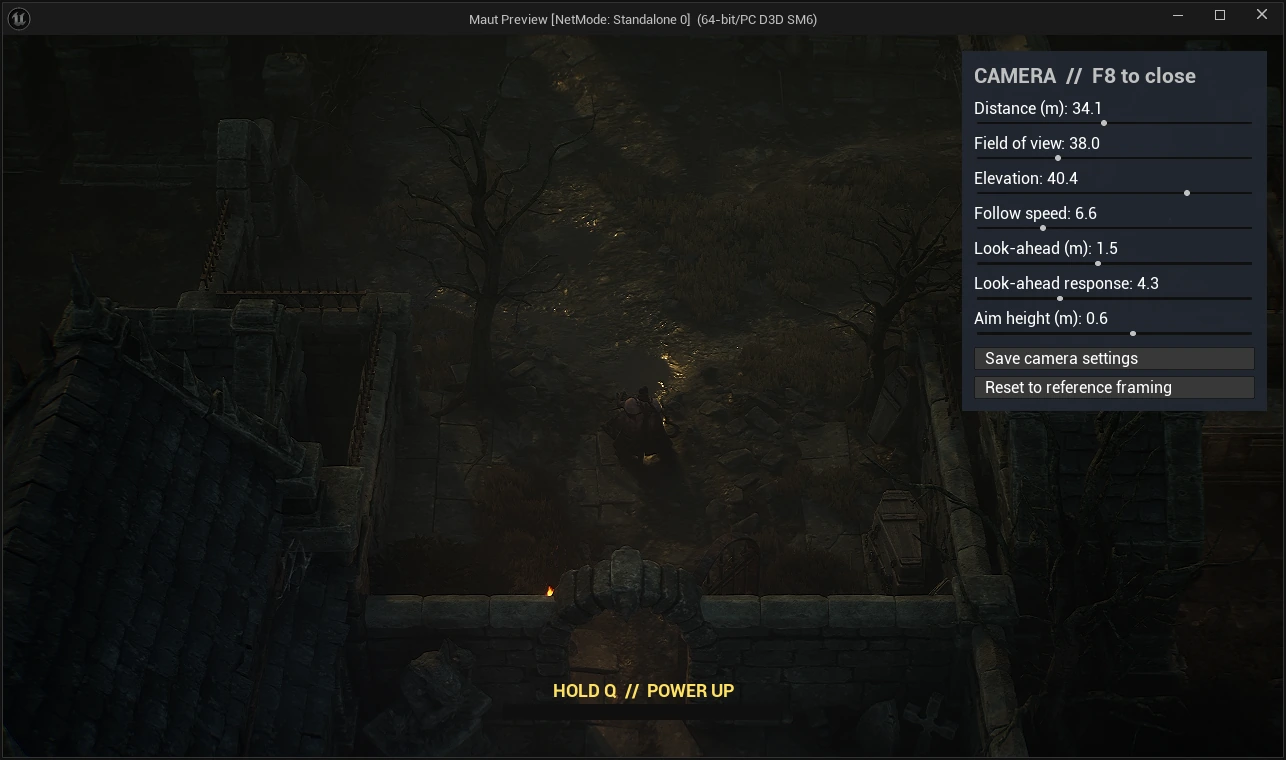 Maut Preview [NetMode: Standalone 0]  (64-bit/PC D3D SM6)
CAMERA  //  F8 to close
Distance (m): 34.1
Field of view: 38.0
Elevation: 40.4
Follow speed: 6.6
Look-ahead (m): 1.5
Look-ahead response: 4.3
Aim height (m): 0.6
Save camera settings
Reset to reference framing
HOLD Q  //  POWER UP